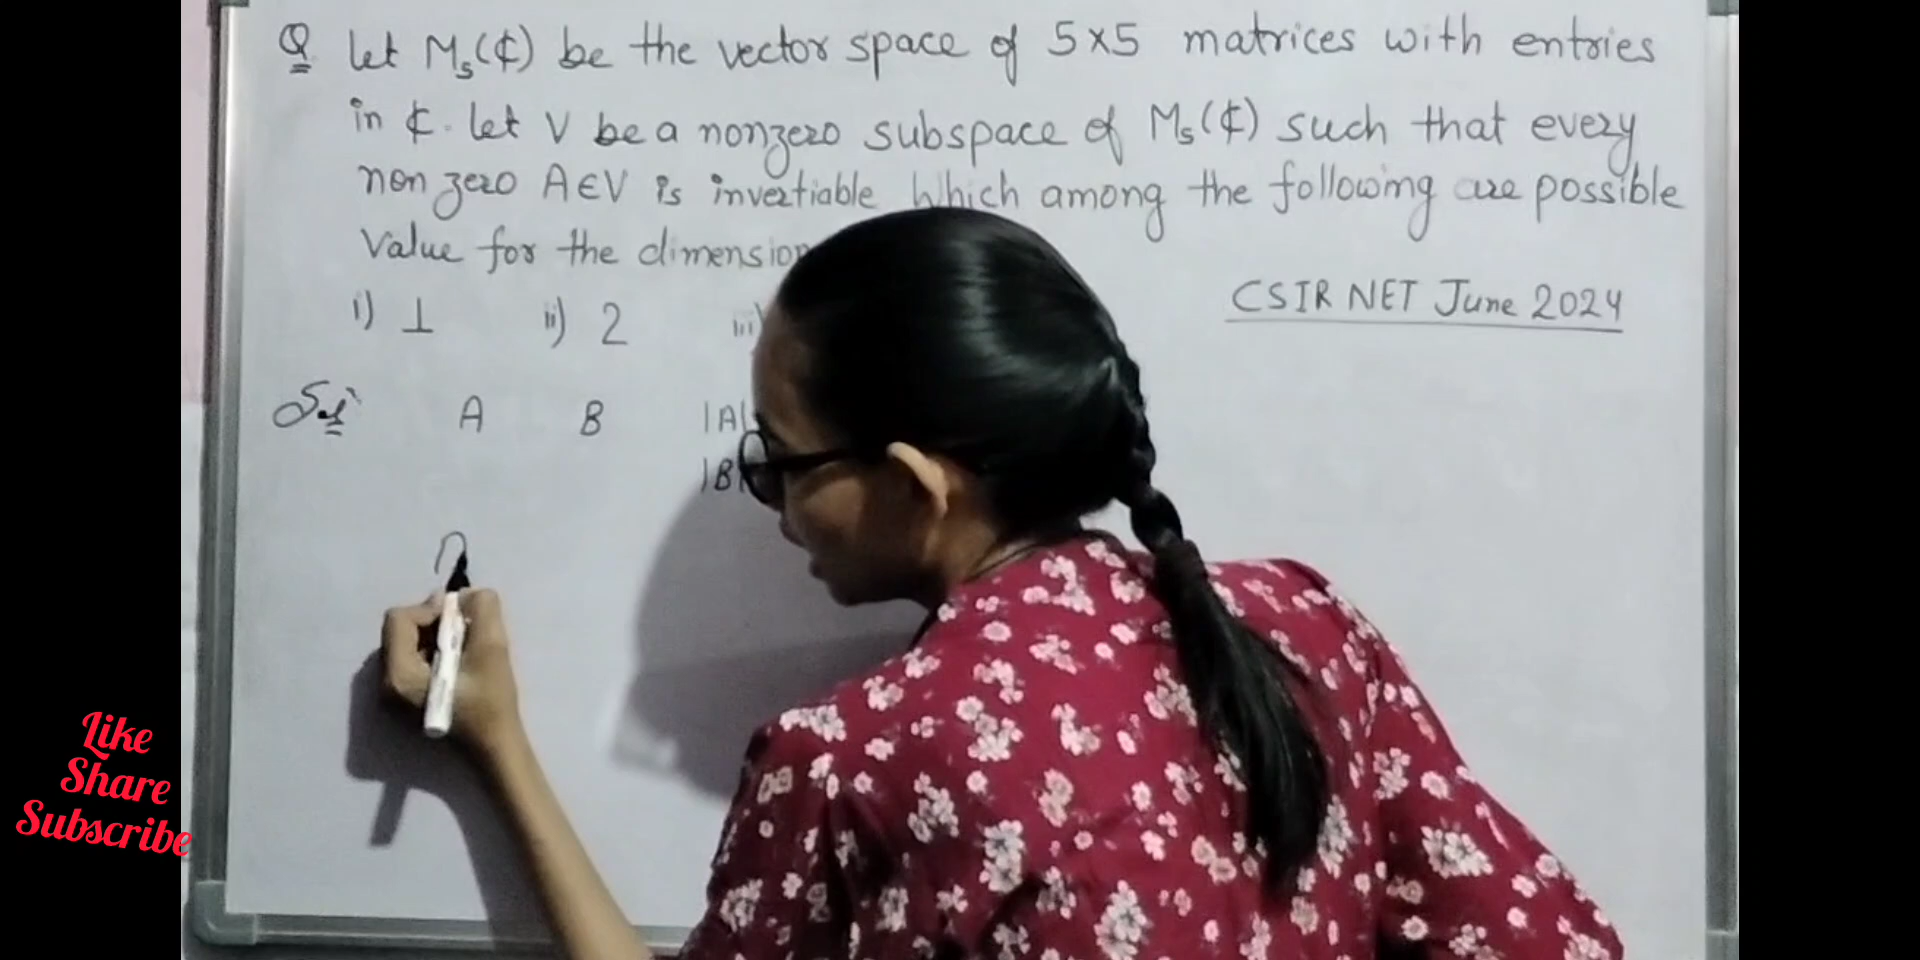 Q Let M₅(ℂ) be the vector space of 5x5 matrices with entries
in ℂ. Let V be a nonzero subspace of M₅(ℂ) such that every
non zero A∈V is invertiable Which among the following are possible
Value for the dimension
i) 1 ii) 2 iii)
CSIR NET June 2024
Sol A B |A|
|B|
Like
Share
Subscribe